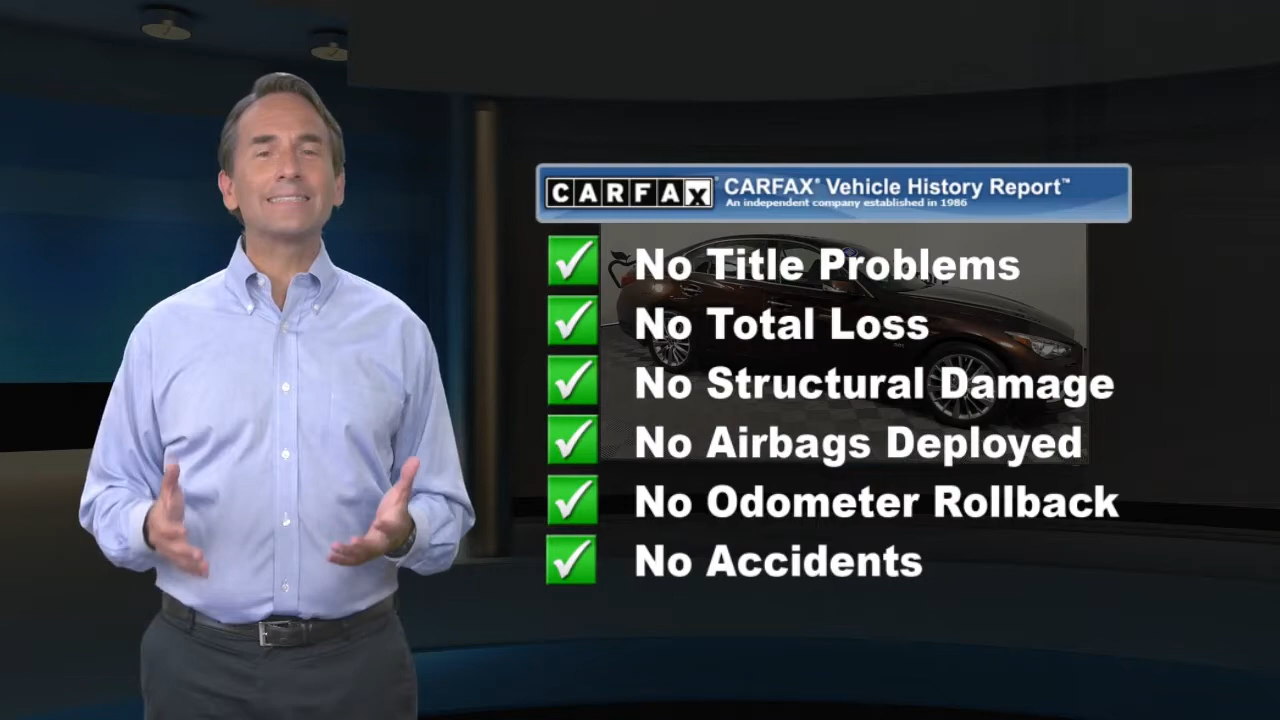 CARFAX® CARFAX® Vehicle History Report™
An independent company established in 1986
No Title Problems
No Total Loss
No Structural Damage
No Airbags Deployed
No Odometer Rollback
No Accidents